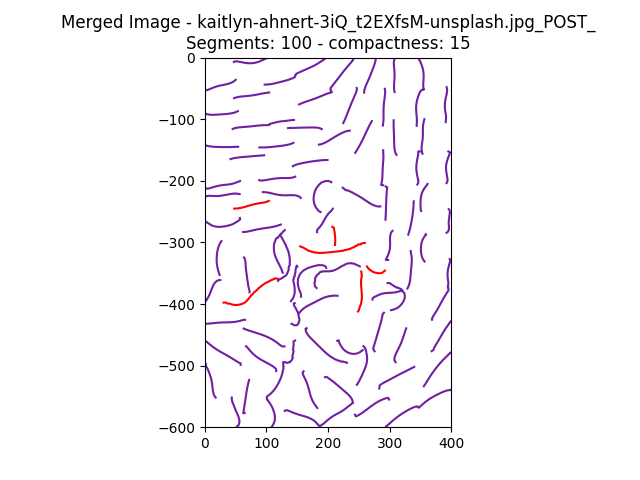 Merged Image - kaitlyn-ahnert-3iQ_t2EXfsM-unsplash.jpg_POST_
Segments: 100 - compactness: 15
0
−100
−200
−300
−400
−500
−600
0 100 200 300 400